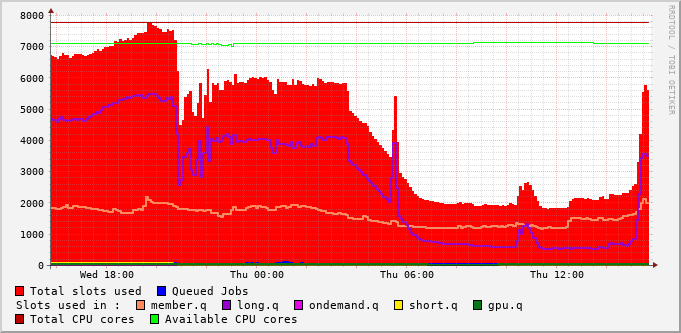 8000
7000
6000
5000
4000
3000
2000
1000
0
Wed 18:00 Thu 00:00 Thu 06:00 Thu 12:00
RRDTOOL / TOBI OETIKER
Total slots used Queued Jobs
Slots used in : member.q long.q ondemand.q short.q gpu.q
Total CPU cores Available CPU cores